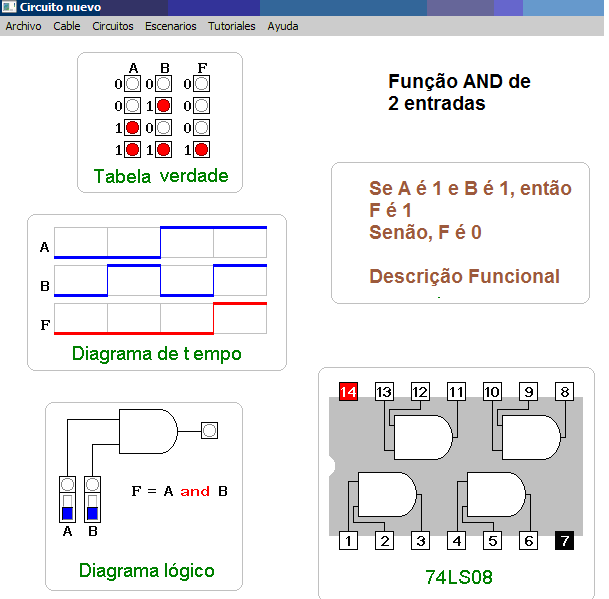 Circuito nuevo
Archivo Cable Circuitos Escenarios Tutoriales Ayuda
A B F
0 0 0
0 1 0
1 0 0
1 1 1
Tabela verdade
Função AND de
2 entradas
Se A é 1 e B é 1, então
F é 1
Senão, F é 0
Descrição Funcional
A
B
F
Diagrama de t empo
F = A and B
A B
Diagrama lógico
14 13 12 11 10 9 8
1 2 3 4 5 6 7
74LS08